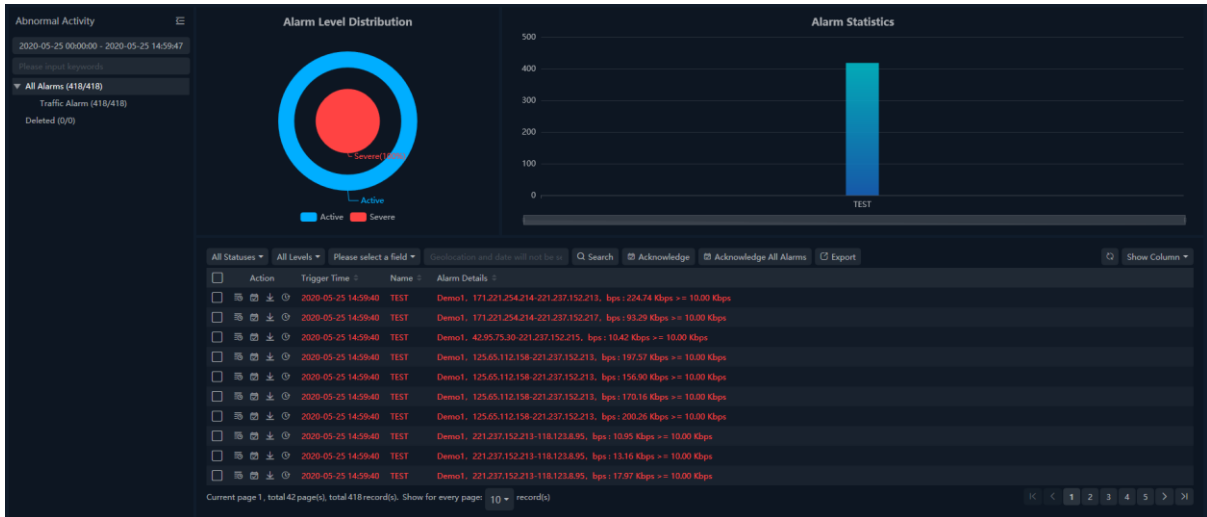 Abnormal Activity
2020-05-25 00:00:00 - 2020-05-25 14:59:47
Please input keywords
All Alarms (418/418)
Traffic Alarm (418/418)
Deleted (0/0)
Alarm Level Distribution
Active
Active Severe
Alarm Statistics
500
400
300
200
100
0
TEST
All Statuses All Levels Please select a field Geolocation and date will not be se Search Acknowledge Acknowledge All Alarms Export Show Column
Action Trigger Time Name Alarm Details
2020-05-25 14:59:40 TEST Demo1, 171.221.254.214-221.237.152.213, bps : 224.74 Kbps >= 10.00 Kbps
2020-05-25 14:59:40 TEST Demo1, 171.221.254.214-221.237.152.217, bps : 93.29 Kbps >= 10.00 Kbps
2020-05-25 14:59:40 TEST Demo1, 42.95.75.30-221.237.152.215, bps : 10.42 Kbps >= 10.00 Kbps
2020-05-25 14:59:40 TEST Demo1, 125.65.112.158-221.237.152.213, bps : 197.57 Kbps >= 10.00 Kbps
2020-05-25 14:59:40 TEST Demo1, 125.65.112.158-221.237.152.213, bps : 156.90 Kbps >= 10.00 Kbps
2020-05-25 14:59:40 TEST Demo1, 125.65.112.158-221.237.152.213, bps : 170.16 Kbps >= 10.00 Kbps
2020-05-25 14:59:40 TEST Demo1, 125.65.112.158-221.237.152.213, bps : 200.26 Kbps >= 10.00 Kbps
2020-05-25 14:59:40 TEST Demo1, 221.237.152.213-118.123.8.95, bps : 10.95 Kbps >= 10.00 Kbps
2020-05-25 14:59:40 TEST Demo1, 221.237.152.213-118.123.8.95, bps : 13.16 Kbps >= 10.00 Kbps
2020-05-25 14:59:40 TEST Demo1, 221.237.152.213-118.123.8.95, bps : 17.97 Kbps >= 10.00 Kbps
Current page 1 , total 42 page(s), total 418 record(s). Show for every page: 10 record(s) 1 2 3 4 5